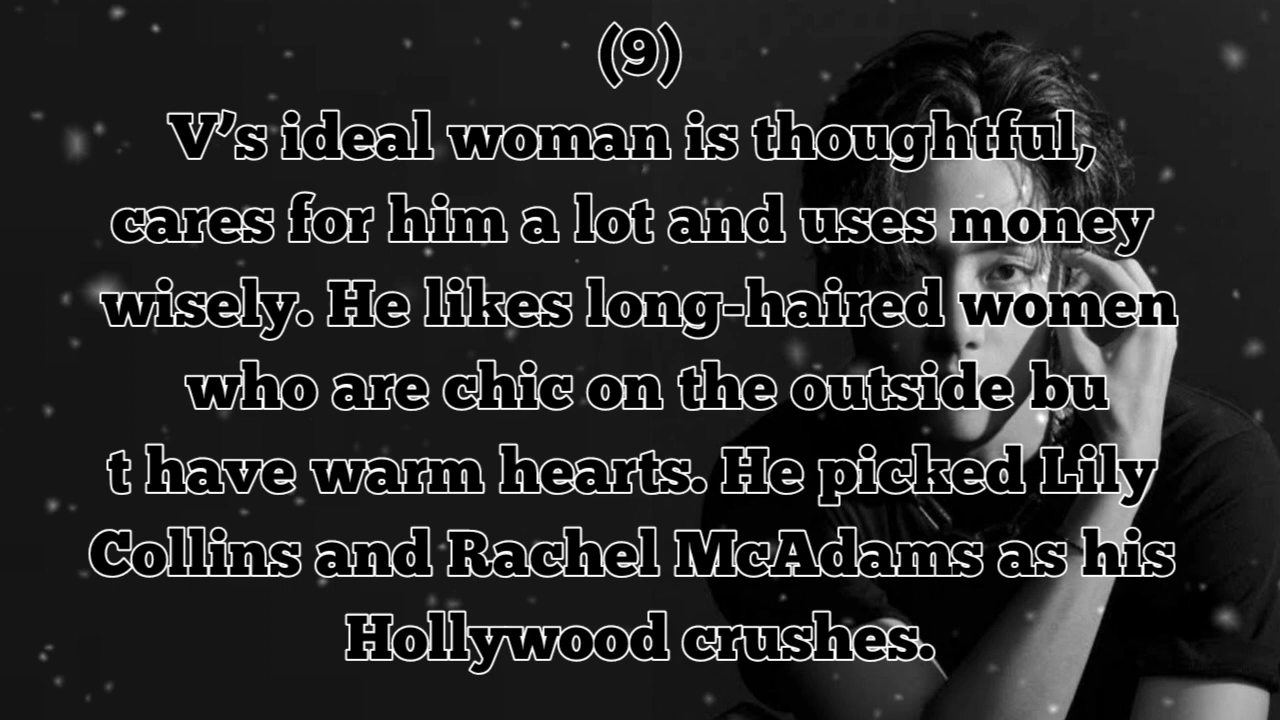 (9)
V’s ideal woman is thoughtful,
cares for him a lot and uses money
wisely. He likes long-haired women
who are chic on the outside bu
t have warm hearts. He picked Lily
Collins and Rachel McAdams as his
Hollywood crushes.